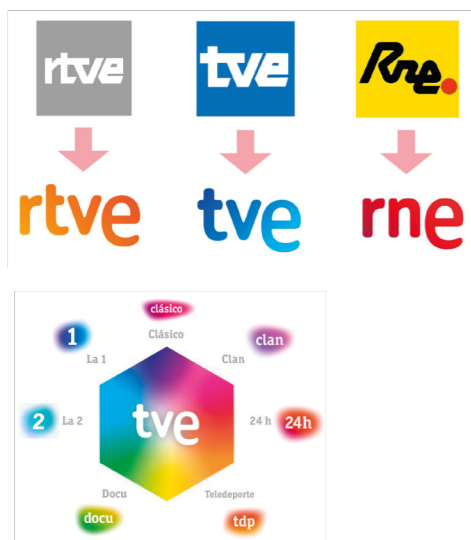 rtve
tve
Rne.
rtve
tve
rne
clásico
Clásico
1
La 1
clan
Clan
2
La 2
tve
24 h
24h
Docu
docu
Teledeporte
tdp